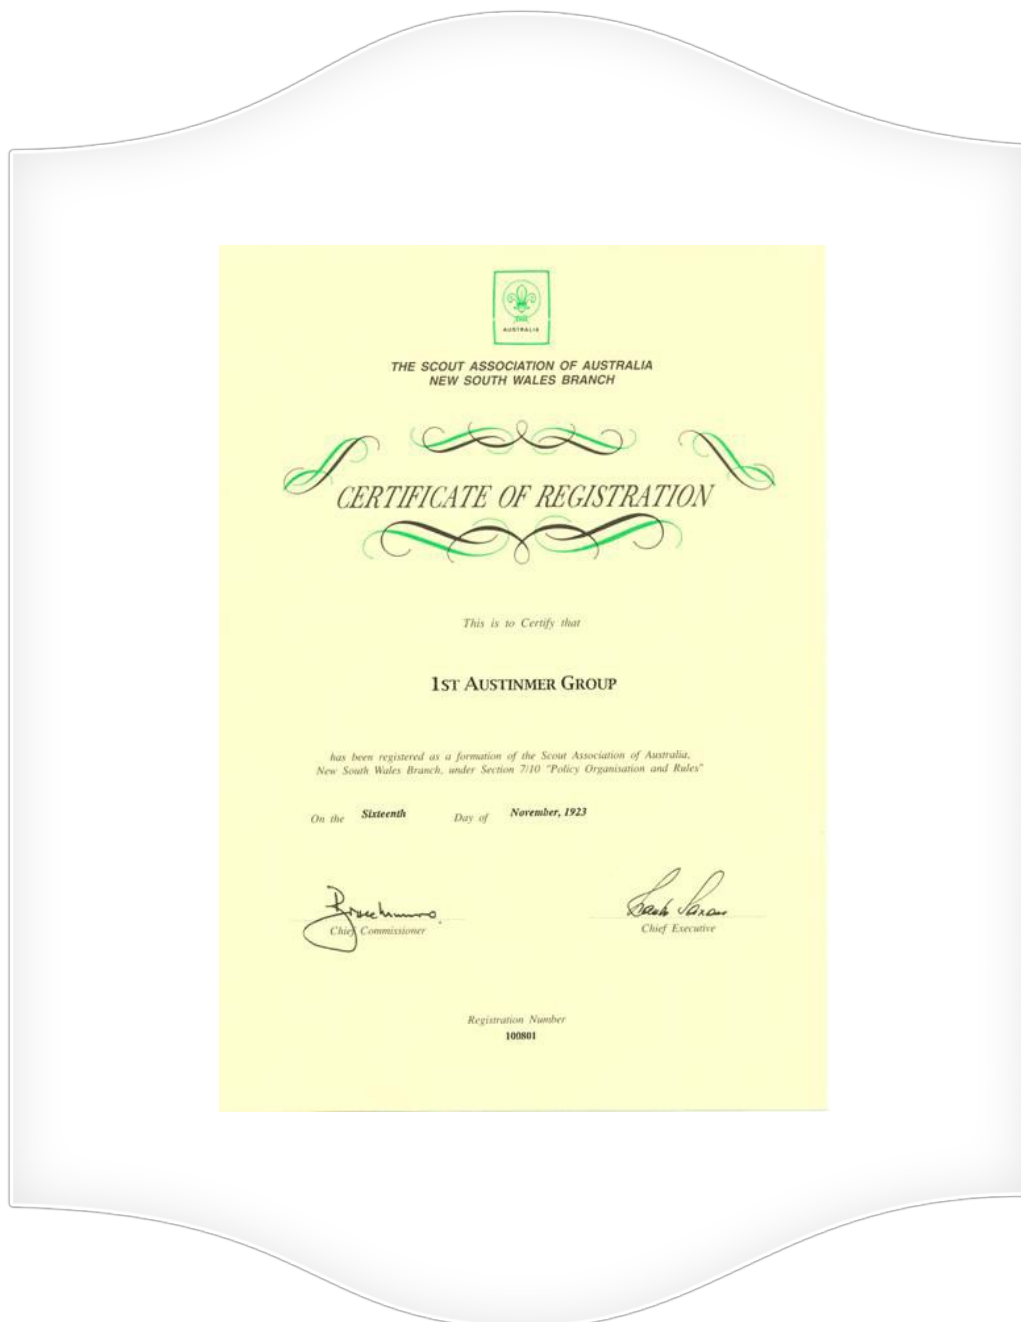 AUSTRALIA
THE SCOUT ASSOCIATION OF AUSTRALIA
NEW SOUTH WALES BRANCH
CERTIFICATE OF REGISTRATION
This is to Certify that
1ST AUSTINMER GROUP
has been registered as a formation of the Scout Association of Australia,
New South Wales Branch, under Section 7/10 "Policy Organisation and Rules"
On the Sixteenth Day of November, 1923
Chief Commissioner
Chief Executive
Registration Number
100801